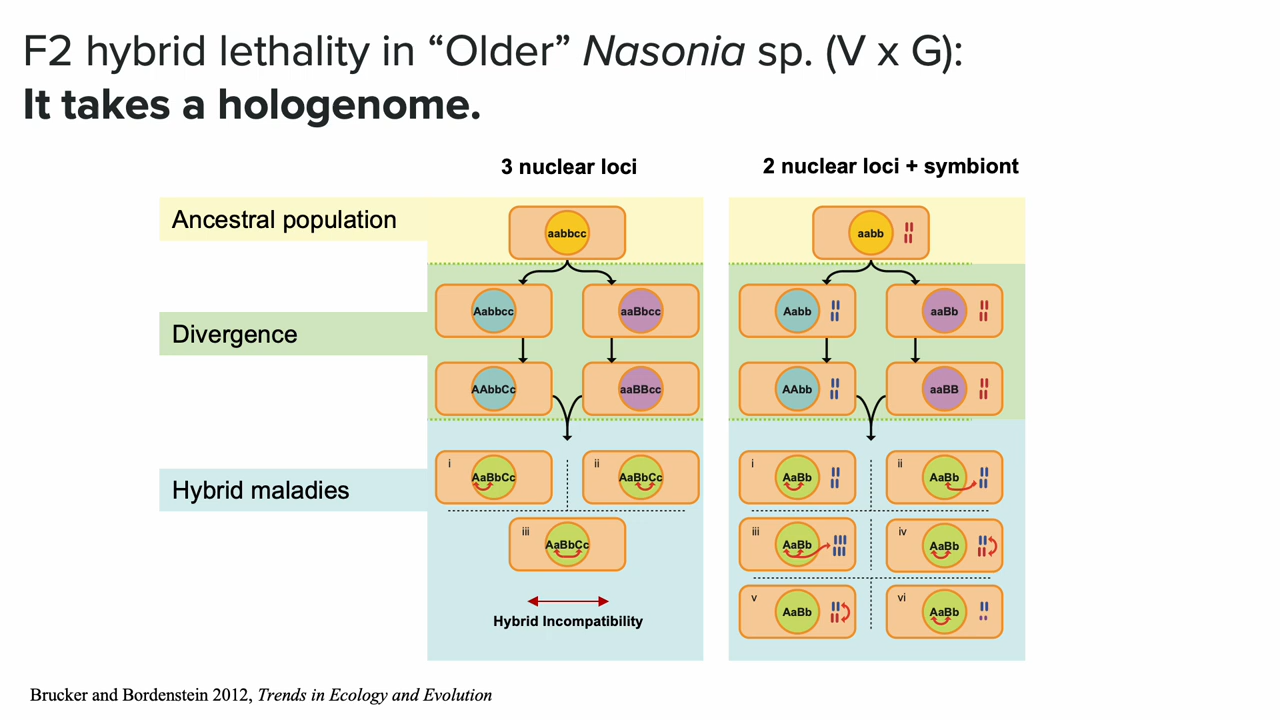 F2 hybrid lethality in “Older” Nasonia sp. (V x G):
It takes a hologenome.
3 nuclear loci
2 nuclear loci + symbiont
Ancestral population
aabbcc
aabb
Divergence
Aabbcc
aaBbcc
Aabb
aaBb
AAbbCc
aaBBcc
AAbb
aaBB
Hybrid maladies
i
AaBbCc
ii
AaBbCc
i
AaBb
ii
AaBb
iii
AaBbCc
iii
AaBb
iv
AaBb
v
AaBb
vi
AaBb
Hybrid Incompatibility
Brucker and Bordenstein 2012, Trends in Ecology and Evolution